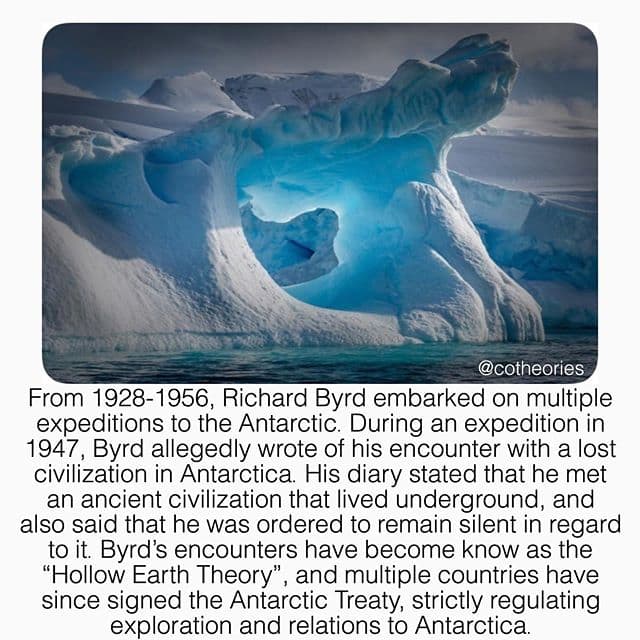 @cotheories
From 1928-1956, Richard Byrd embarked on multiple
expeditions to the Antarctic. During an expedition in
1947, Byrd allegedly wrote of his encounter with a lost
civilization in Antarctica. His diary stated that he met
an ancient civilization that lived underground, and
also said that he was ordered to remain silent in regard
to it. Byrd’s encounters have become know as the
“Hollow Earth Theory”, and multiple countries have
since signed the Antarctic Treaty, strictly regulating
exploration and relations to Antarctica.